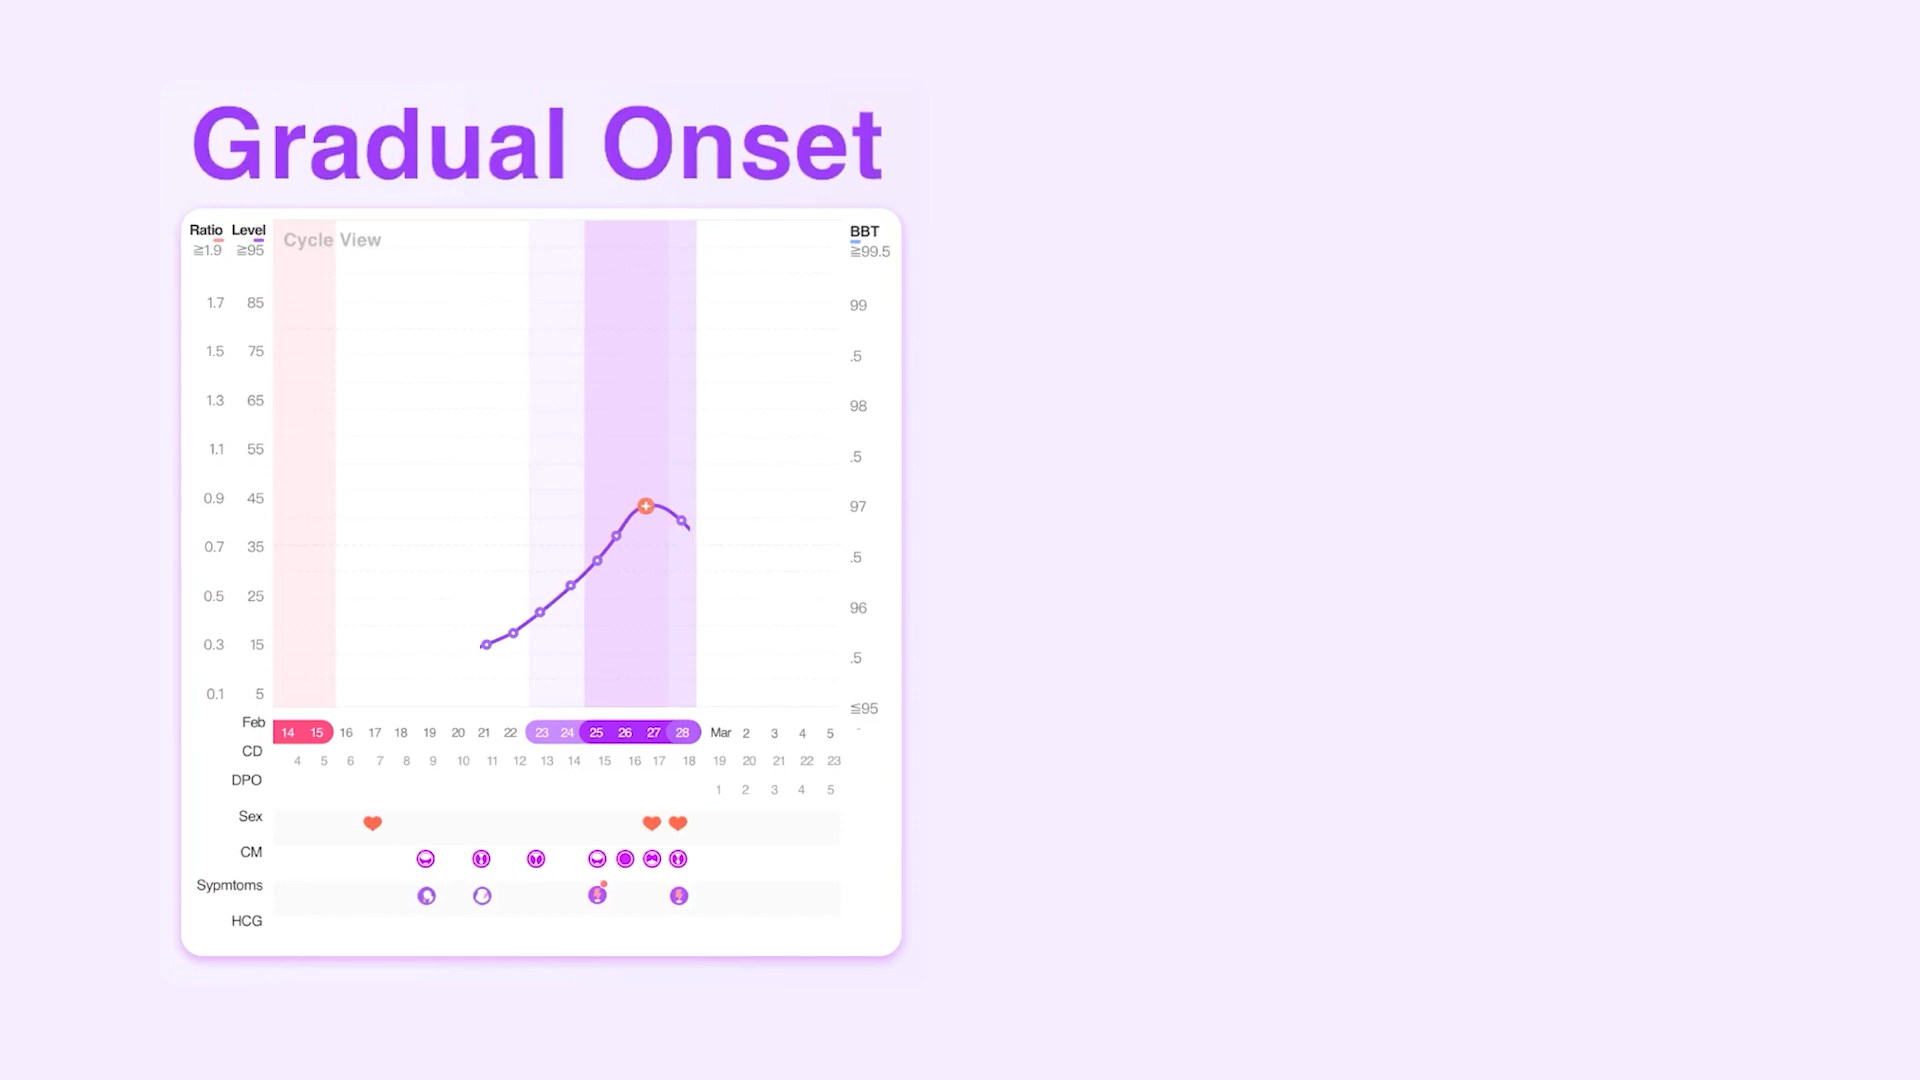 Gradual Onset
Ratio Level Cycle View BBT
≧1.9 ≧95 ≧99.5
1.7 85 99
1.5 75 .5
1.3 65 98
1.1 55 .5
0.9 45 97
0.7 35 .5
0.5 25 96
0.3 15 .5
0.1 5 ≦95
Feb 14 15 16 17 18 19 20 21 22 23 24 25 26 27 28 Mar 2 3 4 5
CD 4 5 6 7 8 9 10 11 12 13 14 15 16 17 18 19 20 21 22 23
DPO 1 2 3 4 5
Sex
CM
Sypmtoms
HCG